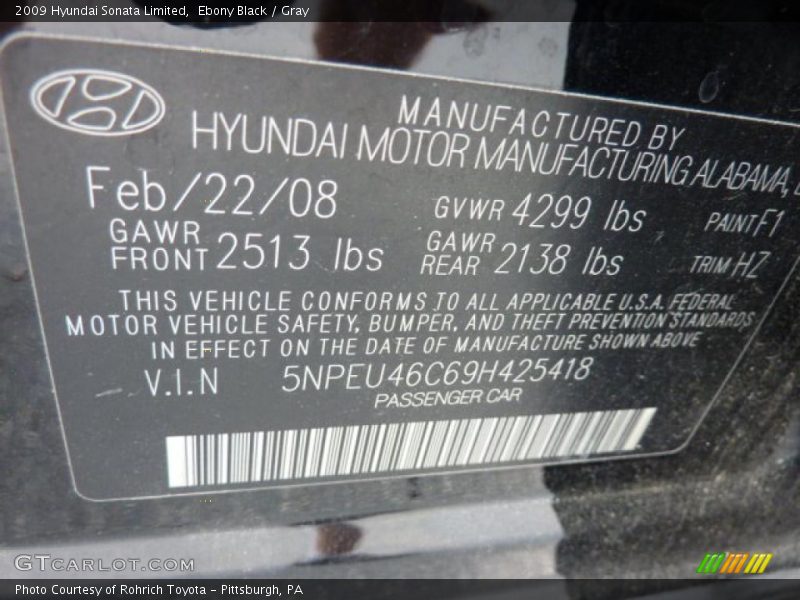 2009 Hyundai Sonata Limited,  Ebony Black / Gray
MANUFACTURED BY
HYUNDAI MOTOR MANUFACTURING ALABAMA,
Feb/22/08 GVWR 4299 lbs PAINT F1
GAWR FRONT 2513 lbs GAWR REAR 2138 lbs TRIM HZ
THIS VEHICLE CONFORMS TO ALL APPLICABLE U.S.A. FEDERAL
MOTOR VEHICLE SAFETY, BUMPER, AND THEFT PREVENTION STANDARDS
IN EFFECT ON THE DATE OF MANUFACTURE SHOWN ABOVE
V.I.N 5NPEU46C69H425418
PASSENGER CAR
GTCARLOT.COM
Photo Courtesy of Rohrich Toyota - Pittsburgh, PA